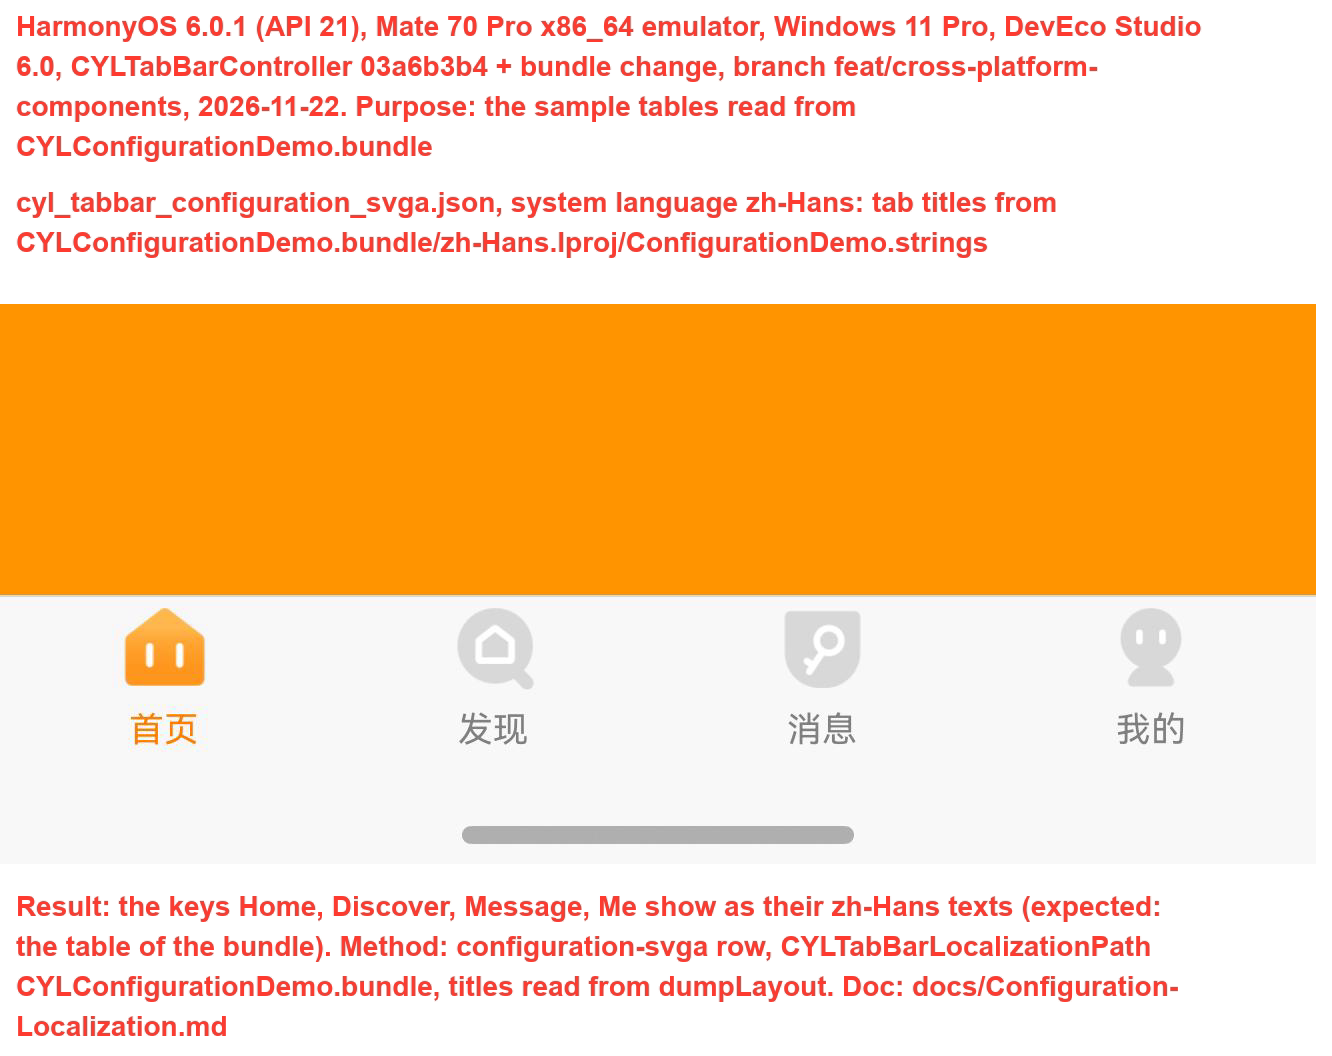 HarmonyOS 6.0.1 (API 21), Mate 70 Pro x86_64 emulator, Windows 11 Pro, DevEco Studio
6.0, CYLTabBarController 03a6b3b4 + bundle change, branch feat/cross-platform-
components, 2026-11-22. Purpose: the sample tables read from
CYLConfigurationDemo.bundle
cyl_tabbar_configuration_svga.json, system language zh-Hans: tab titles from
CYLConfigurationDemo.bundle/zh-Hans.lproj/ConfigurationDemo.strings
首页 发现 消息 我的
Result: the keys Home, Discover, Message, Me show as their zh-Hans texts (expected:
the table of the bundle). Method: configuration-svga row, CYLTabBarLocalizationPath
CYLConfigurationDemo.bundle, titles read from dumpLayout. Doc: docs/Configuration-
Localization.md